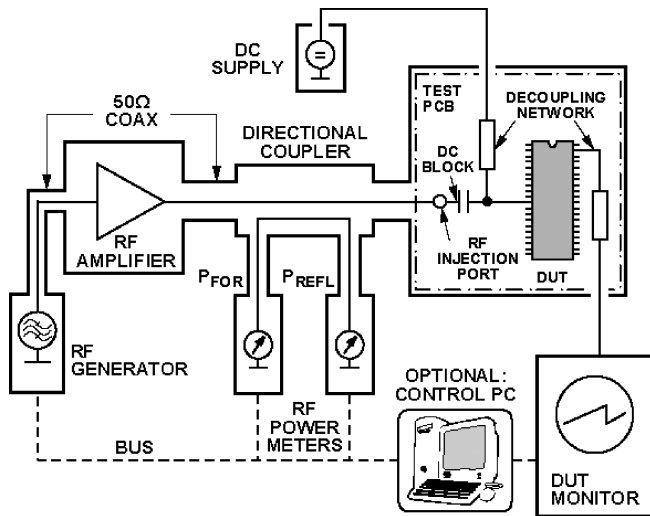 DC
SUPPLY
=
TEST
PCB
DECOUPLING
NETWORK
50Ω
COAX
DIRECTIONAL
COUPLER
DC
BLOCK
RF
AMPLIFIER
RF
INJECTION
PORT
DUT
PFOR
PREFL
RF
GENERATOR
RF
POWER
METERS
OPTIONAL:
CONTROL PC
BUS
DUT
MONITOR